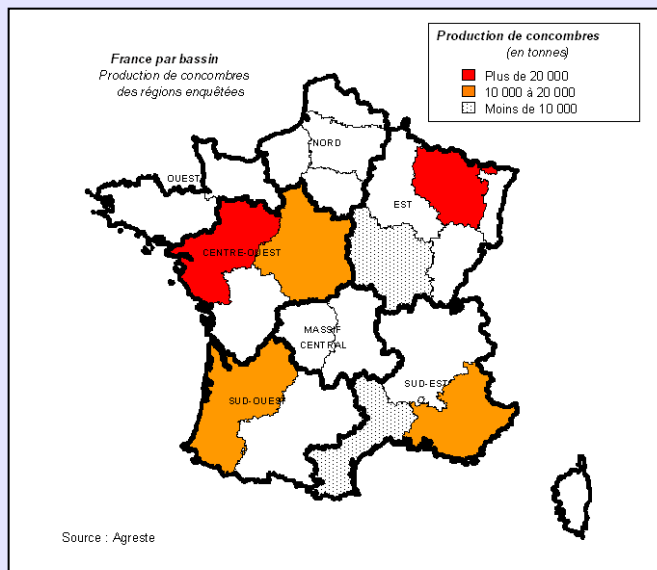 France par bassin
Production de concombres
des régions enquêtées
Production de concombres
(en tonnes)
Plus de 20 000
10 000 à 20 000
Moins de 10 000
NORD
OUEST
EST
CENTRE-OUEST
MASSIF
CENTRAL
SUD-EST
SUD-OUEST
Source : Agreste